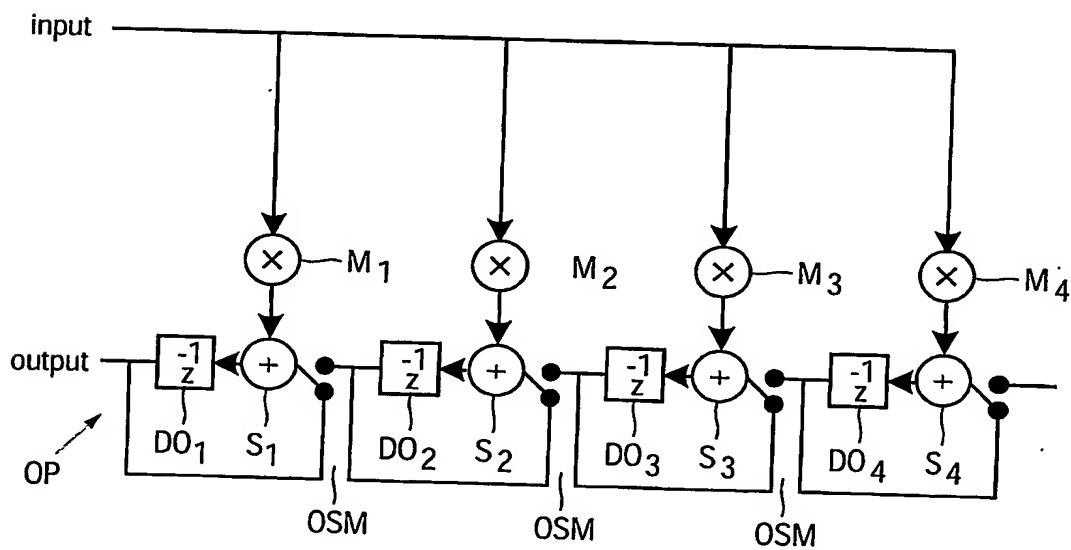 input
M1 M2 M3 M4
× × × ×
output
-1 z + -1 z + -1 z + -1 z +
DO1 S1 DO2 S2 DO3 S3 DO4 S4
OP
OSM OSM OSM